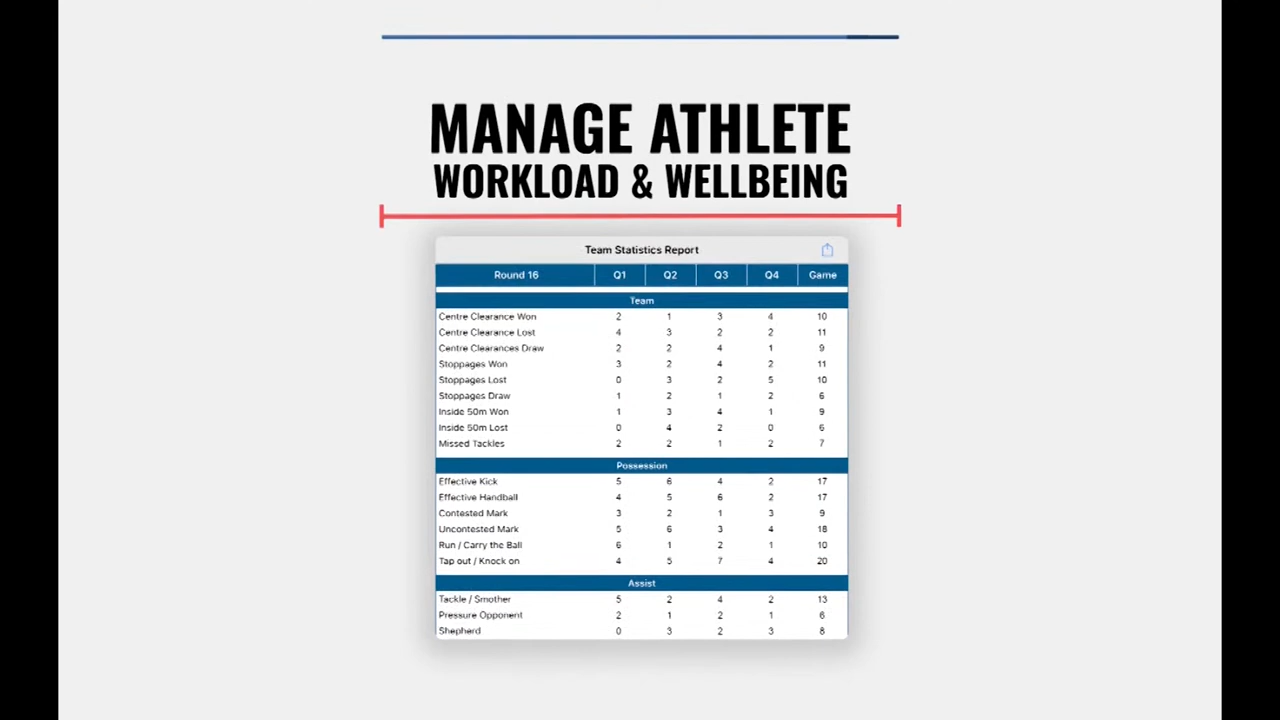 MANAGE ATHLETE
WORKLOAD & WELLBEING
Team Statistics Report
Round 16 Q1 Q2 Q3 Q4 Game
Team
Centre Clearance Won 2 1 3 4 10
Centre Clearance Lost 4 3 2 2 11
Centre Clearances Draw 2 2 4 1 9
Stoppages Won 3 2 4 2 11
Stoppages Lost 0 3 2 5 10
Stoppages Draw 1 2 1 2 6
Inside 50m Won 1 3 4 1 9
Inside 50m Lost 0 4 2 0 6
Missed Tackles 2 2 1 2 7
Possession
Effective Kick 5 6 4 2 17
Effective Handball 4 5 6 2 17
Contested Mark 3 2 1 3 9
Uncontested Mark 5 6 3 4 18
Run / Carry the Ball 6 1 2 1 10
Tap out / Knock on 4 5 7 4 20
Assist
Tackle / Smother 5 2 4 2 13
Pressure Opponent 2 1 2 1 6
Shepherd 0 3 2 3 8